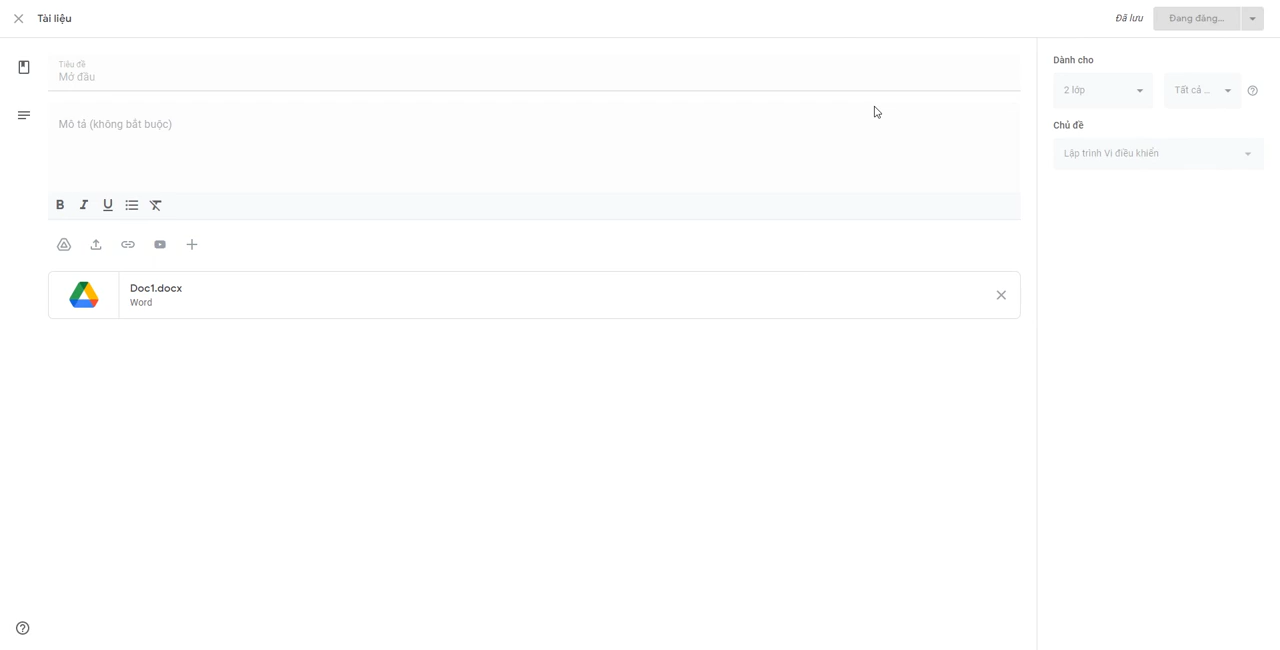 Tài liệu
Đã lưu
Đang đăng...
Tiêu đề
Mở đầu
Mô tả (không bắt buộc)
B I U
Doc1.docx
Word
Dành cho
2 lớp
Tất cả ...
Chủ đề
Lập trình Vi điều khiển